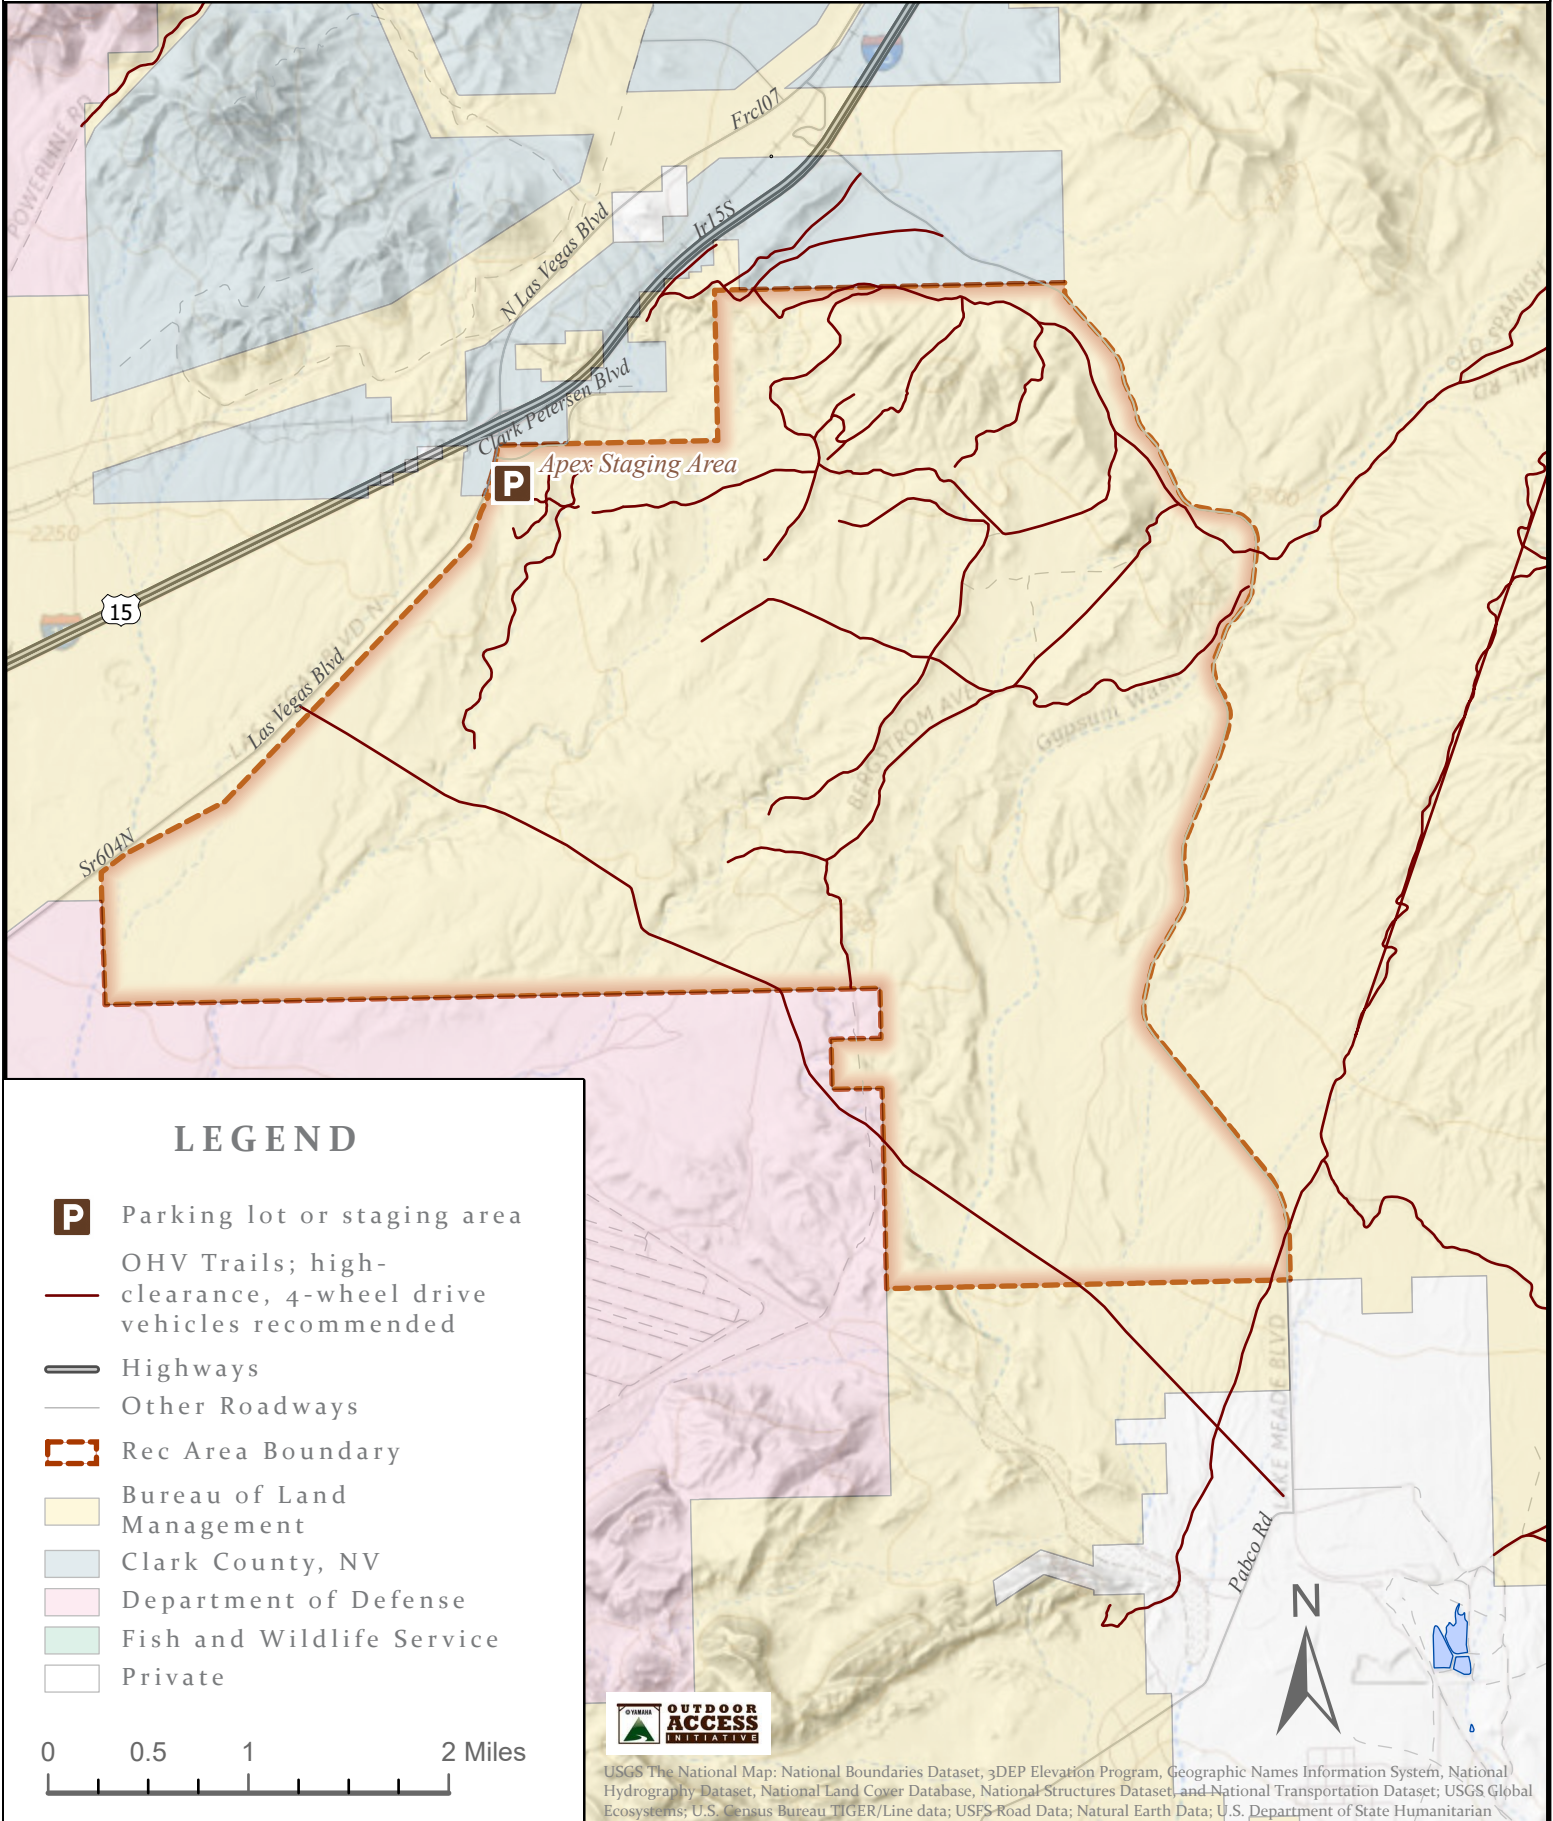 POWERLINE RD
Frcl07
Ir15S
N Las Vegas Blvd
Clark Petersen Blvd
OLD SPANISH
TRAIL RD
P
Apex Staging Area
2250
15
LAS VEGAS BLVD N
Las Vegas Blvd
BERGSTROM AVE
Gypsum Wash
Sr604N
LEGEND
P
Parking lot or staging area
OHV Trails; high-
clearance, 4-wheel drive
vehicles recommended
Highways
Other Roadways
Rec Area Boundary
Bureau of Land
Management
Clark County, NV
Department of Defense
Fish and Wildlife Service
Private
0 0.5 1 2 Miles
LAKE MEADE BLVD
Pabco Rd
N
YAMAHA
OUTDOOR
ACCESS
INITIATIVE
USGS The National Map: National Boundaries Dataset, 3DEP Elevation Program, Geographic Names Information System, National
Hydrography Dataset, National Land Cover Database, National Structures Dataset, and National Transportation Dataset; USGS Global
Ecosystems; U.S. Census Bureau TIGER/Line data; USFS Road Data; Natural Earth Data; U.S. Department of State Humanitarian